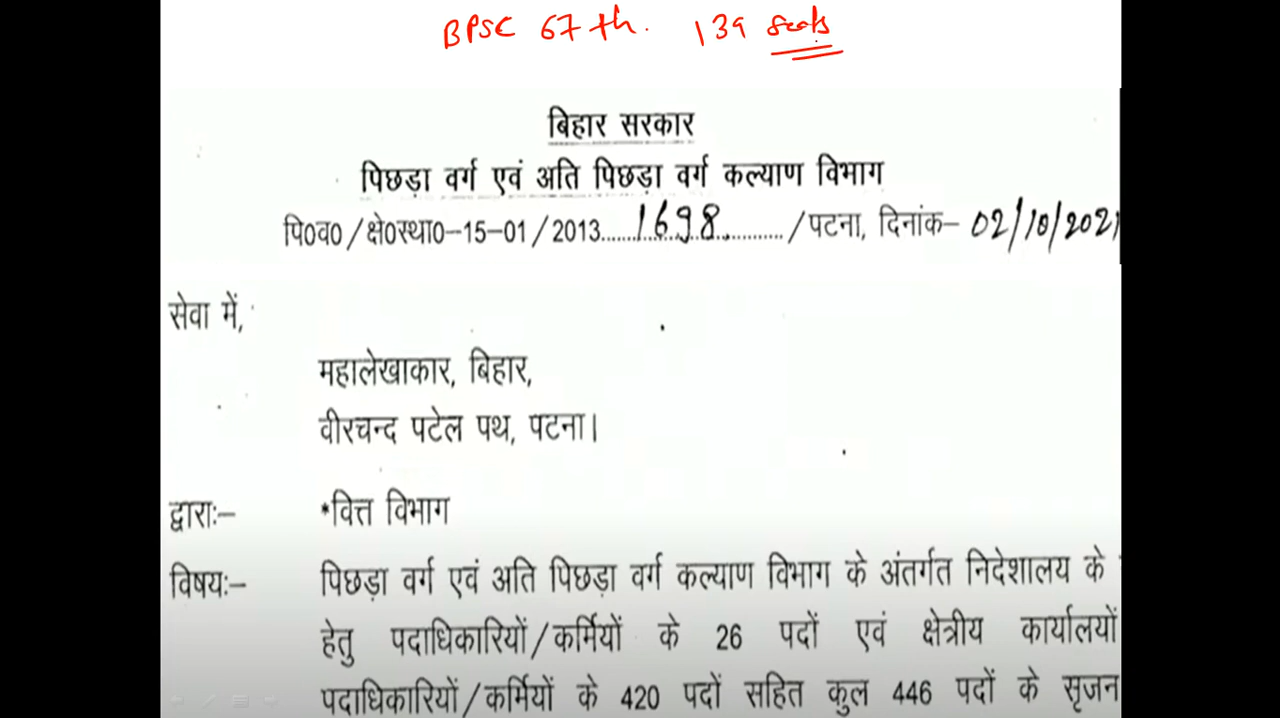 BPSC 67th. 139 seats
बिहार सरकार
पिछड़ा वर्ग एवं अति पिछड़ा वर्ग कल्याण विभाग
पि0व0/क्षे0स्था0–15–01/2013....1698...../पटना, दिनांक– 02/10/2021
सेवा में,
महालेखाकार, बिहार,
वीरचन्द पटेल पथ, पटना।
द्वाराः– *वित्त विभाग
विषयः– पिछड़ा वर्ग एवं अति पिछड़ा वर्ग कल्याण विभाग के अंतर्गत निदेशालय के
हेतु पदाधिकारियों/कर्मियों के 26 पदों एवं क्षेत्रीय कार्यालयों
पदाधिकारियों/कर्मियों के 420 पदों सहित कुल 446 पदों के सृजन